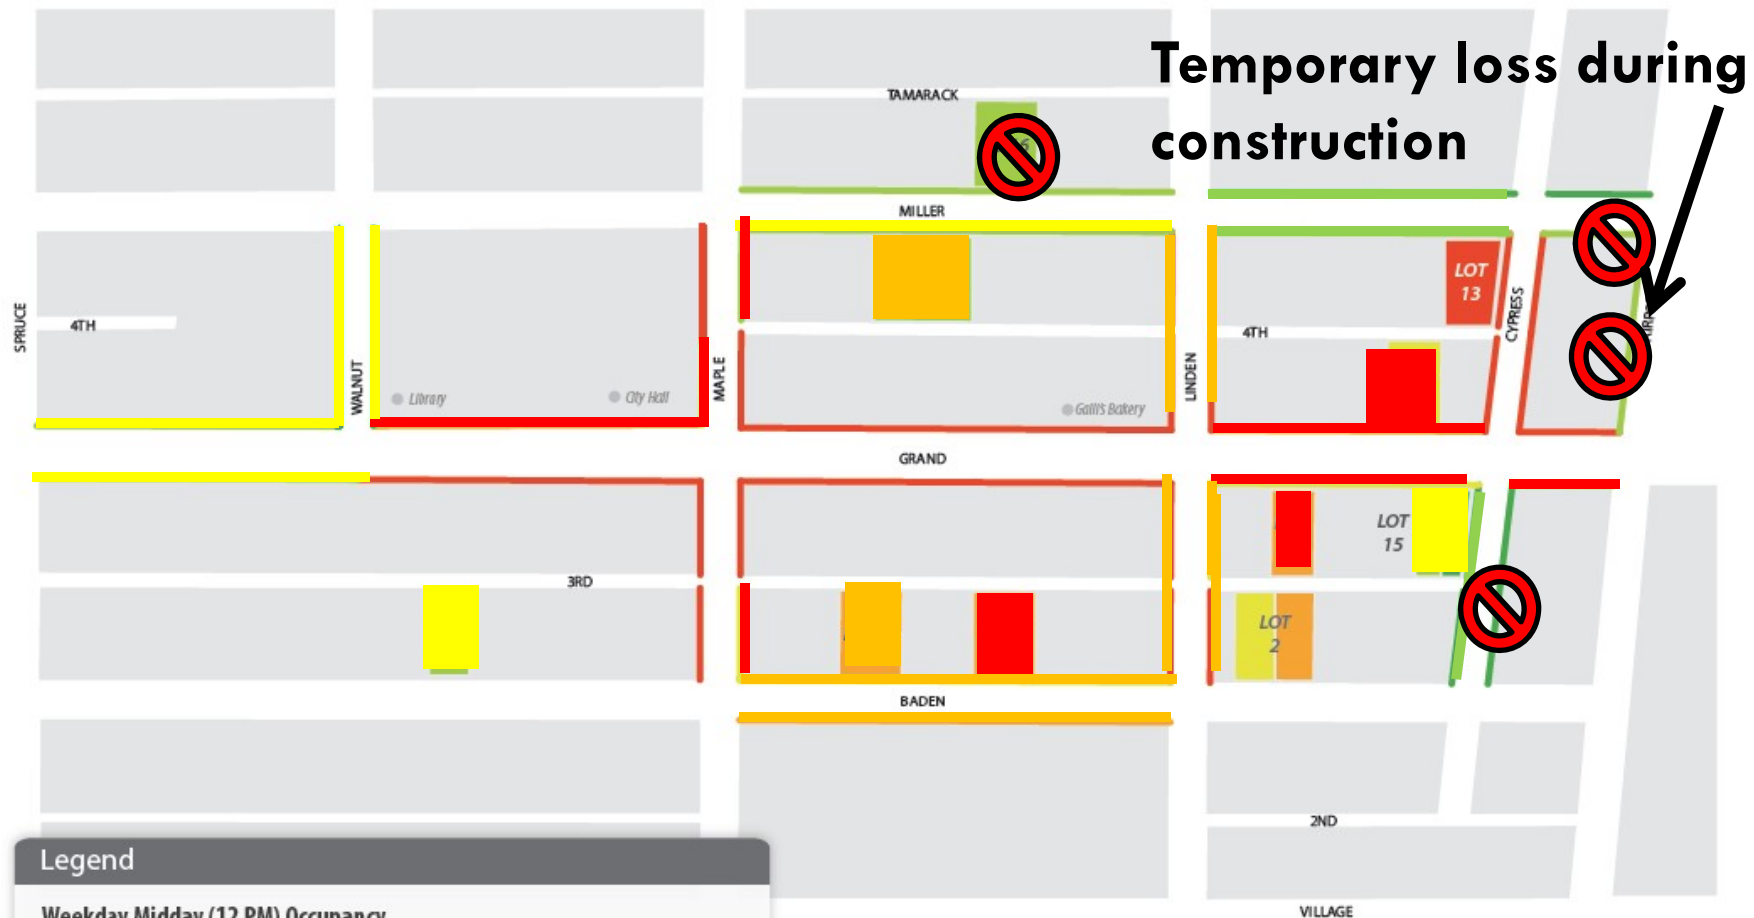 Temporary loss during
construction
TAMARACK
MILLER
LOT
13
SPRUCE
4TH
WALNUT
Library
City Hall
MAPLE
Galli's Bakery
LINDEN
4TH
CYPRESS
GRAND
LOT
15
3RD
LOT
2
BADEN
2ND
VILLAGE
Legend
Weekday Midday (12 PM) Occupancy